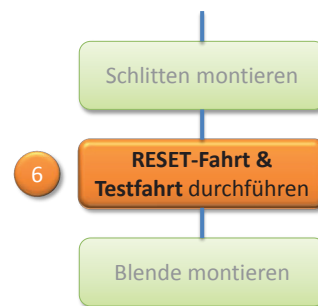 Schlitten montieren
6
RESET-Fahrt &
Testfahrt durchführen
Blende montieren